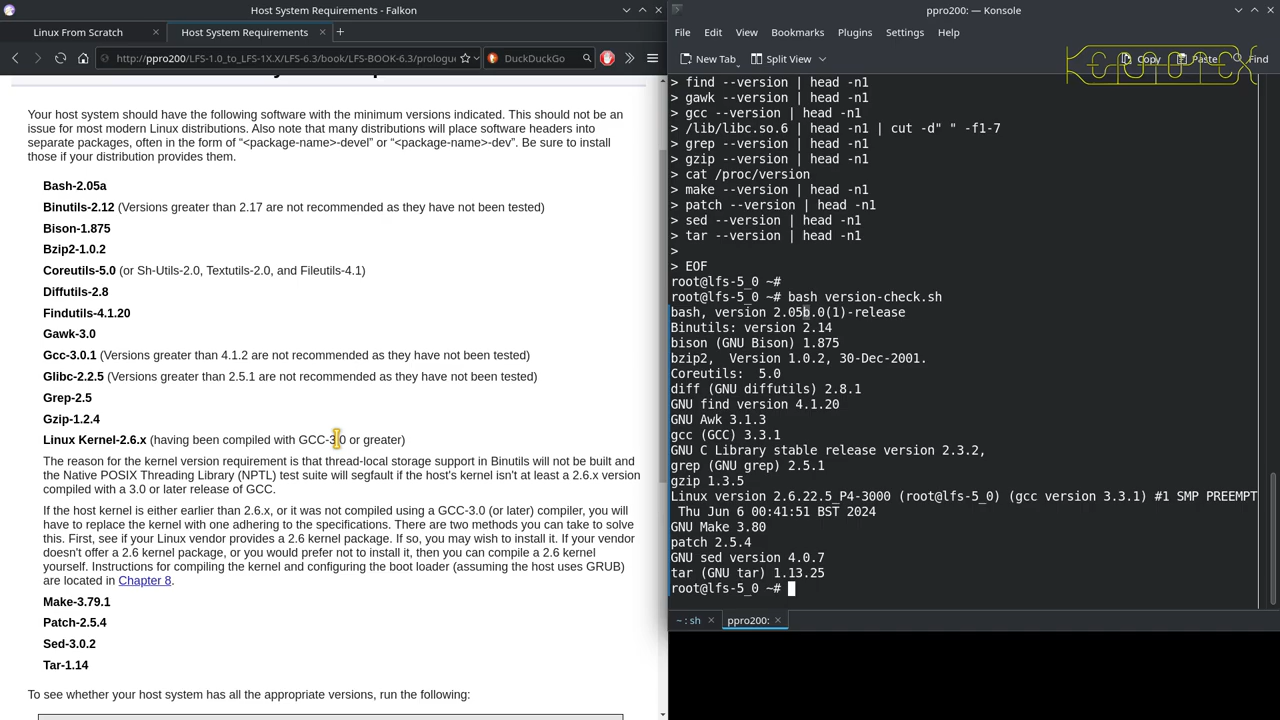 Host System Requirements - Falkon
Linux From Scratch
Host System Requirements
http://ppro200/LFS-1.0_to_LFS-1X.X/LFS-6.3/book/LFS-BOOK-6.3/prologu
DuckDuckGo
Your host system should have the following software with the minimum versions indicated. This should not be an
issue for most modern Linux distributions. Also note that many distributions will place software headers into
separate packages, often in the form of “<package-name>-devel” or “<package-name>-dev”. Be sure to install
those if your distribution provides them.
Bash-2.05a
Binutils-2.12 (Versions greater than 2.17 are not recommended as they have not been tested)
Bison-1.875
Bzip2-1.0.2
Coreutils-5.0 (or Sh-Utils-2.0, Textutils-2.0, and Fileutils-4.1)
Diffutils-2.8
Findutils-4.1.20
Gawk-3.0
Gcc-3.0.1 (Versions greater than 4.1.2 are not recommended as they have not been tested)
Glibc-2.2.5 (Versions greater than 2.5.1 are not recommended as they have not been tested)
Grep-2.5
Gzip-1.2.4
Linux Kernel-2.6.x (having been compiled with GCC-3.0 or greater)
The reason for the kernel version requirement is that thread-local storage support in Binutils will not be built and
the Native POSIX Threading Library (NPTL) test suite will segfault if the host's kernel isn't at least a 2.6.x version
compiled with a 3.0 or later release of GCC.
If the host kernel is either earlier than 2.6.x, or it was not compiled using a GCC-3.0 (or later) compiler, you will
have to replace the kernel with one adhering to the specifications. There are two methods you can take to solve
this. First, see if your Linux vendor provides a 2.6 kernel package. If so, you may wish to install it. If your vendor
doesn't offer a 2.6 kernel package, or you would prefer not to install it, then you can compile a 2.6 kernel
yourself. Instructions for compiling the kernel and configuring the boot loader (assuming the host uses GRUB)
are located in Chapter 8.
Make-3.79.1
Patch-2.5.4
Sed-3.0.2
Tar-1.14
To see whether your host system has all the appropriate versions, run the following:
ppro200: — Konsole
File Edit View Bookmarks Plugins Settings Help
New Tab Split View Copy Paste Find
> find --version | head -n1
> gawk --version | head -n1
> gcc --version | head -n1
> /lib/libc.so.6 | head -n1 | cut -d" " -f1-7
> grep --version | head -n1
> gzip --version | head -n1
> cat /proc/version
> make --version | head -n1
> patch --version | head -n1
> sed --version | head -n1
> tar --version | head -n1
>
> EOF
root@lfs-5_0 ~#
root@lfs-5_0 ~# bash version-check.sh
bash, version 2.05b.0(1)-release
Binutils: version 2.14
bison (GNU Bison) 1.875
bzip2,  Version 1.0.2, 30-Dec-2001.
Coreutils:  5.0
diff (GNU diffutils) 2.8.1
GNU find version 4.1.20
GNU Awk 3.1.3
gcc (GCC) 3.3.1
GNU C Library stable release version 2.3.2,
grep (GNU grep) 2.5.1
gzip 1.3.5
Linux version 2.6.22.5_P4-3000 (root@lfs-5_0) (gcc version 3.3.1) #1 SMP PREEMPT
Thu Jun 6 00:41:51 BST 2024
GNU Make 3.80
patch 2.5.4
GNU sed version 4.0.7
tar (GNU tar) 1.13.25
root@lfs-5_0 ~#
~ : sh
ppro200: